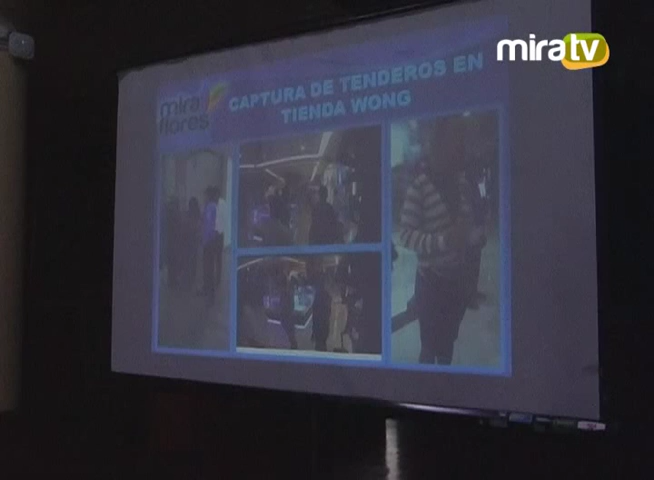 miratv
mira
flores
CAPTURA DE TENDEROS EN
TIENDA WONG